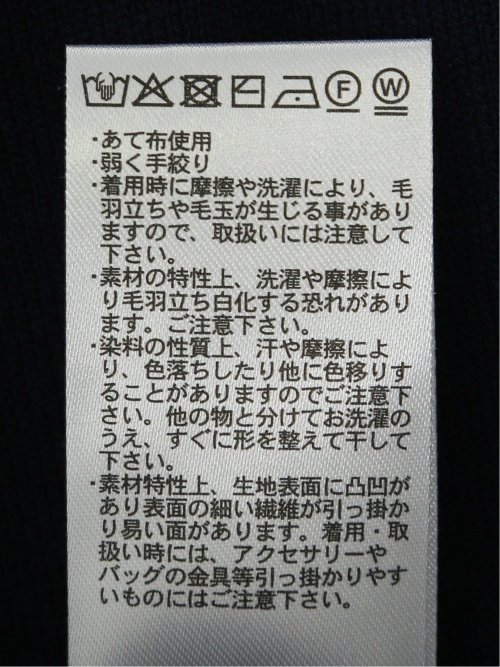 F W
・あて布使用
・弱く手絞り
・着用時に摩擦や洗濯により、毛
羽立ちや毛玉が生じる事があり
ますので、取扱いには注意して
下さい。
・素材の特性上、洗濯や摩擦によ
り毛羽立ち白化する恐れがあり
ます。ご注意下さい。
・染料の性質上、汗や摩擦によ
り、色落ちしたり他に色移りす
ることがありますのでご注意下
さい。他の物と分けてお洗濯の
うえ、すぐに形を整えて干して
下さい。
・素材特性上、生地表面に凸凹が
あり表面の細い繊維が引っ掛か
り易い面があります。着用・取
扱い時には、アクセサリーや
バッグの金具等引っ掛かりやす
いものにはご注意下さい。